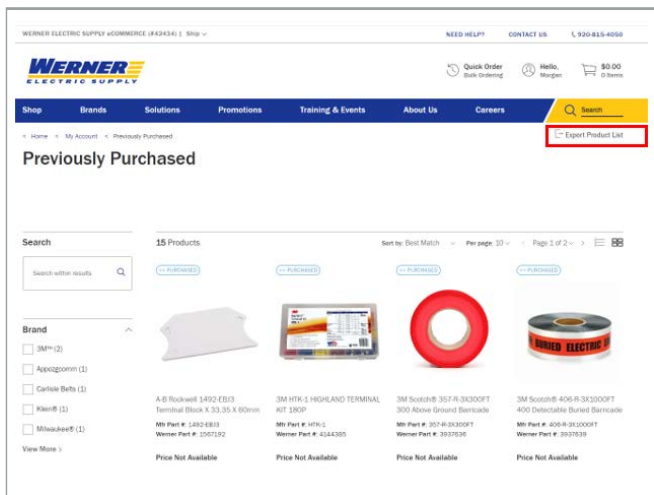 WERNER ELECTRIC SUPPLY eCOMMERCE (#42434) | Ship
NEED HELP?
CONTACT US
920-815-4050
WERNER
ELECTRIC SUPPLY
Quick Order
Bulk Ordering
Hello,
Morgan
$0.00
0 Items
Shop
Brands
Solutions
Promotions
Training & Events
About Us
Careers
Search
< Home < My Account < Previously Purchased
Export Product List
Previously Purchased
Search
Search within results
15 Products
Sort by: Best Match
Per page: 10
Page 1 of 2
PURCHASED
PURCHASED
PURCHASED
PURCHASED
Brand
3M™ (2)
Appozgcomm (1)
Carlisle Belts (1)
Klein® (1)
Milwaukee® (1)
View More >
BURIED ELECTRIC
A-B Rockwell 1492-EBJ3
Terminal Block X 33.35 X 60mm
Mfr Part #: 1492-EBJ3
Werner Part #: 1567192
Price Not Available
3M HTK-1 HIGHLAND TERMINAL
KIT 180P
Mfr Part #: HTK-1
Werner Part #: 4144385
Price Not Available
3M Scotch® 357-R-3X300FT
300 Above Ground Barricade
Mfr Part #: 357-R-3X300FT
Werner Part #: 3937636
Price Not Available
3M Scotch® 406-R-3X1000FT
400 Detectable Buried Barricade
Mfr Part #: 406-R-3X1000FT
Werner Part #: 3937639
Price Not Available